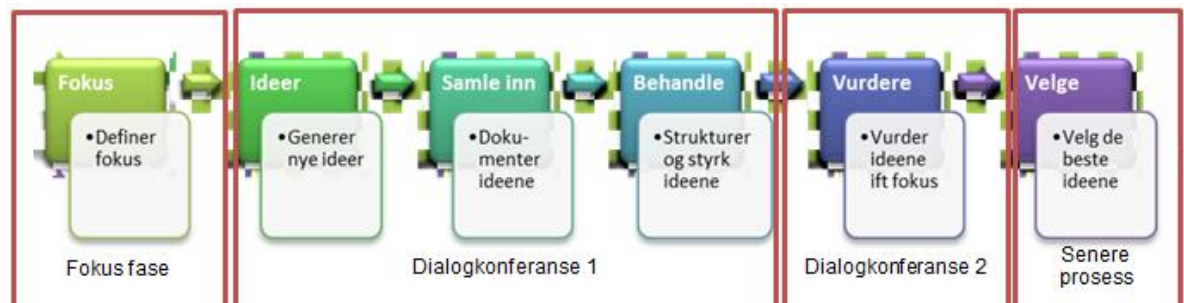 Fokus
• Definer
fokus
Ideer
• Generer
nye ideer
Samle inn
• Doku-
menter
ideene
Behandle
• Strukturer
og styrk
ideene
Vurdere
• Vurder
ideene
ift fokus
Velge
• Velg de
beste
ideene
Fokus fase
Dialogkonferanse 1
Dialogkonferanse 2
Senere
prosess